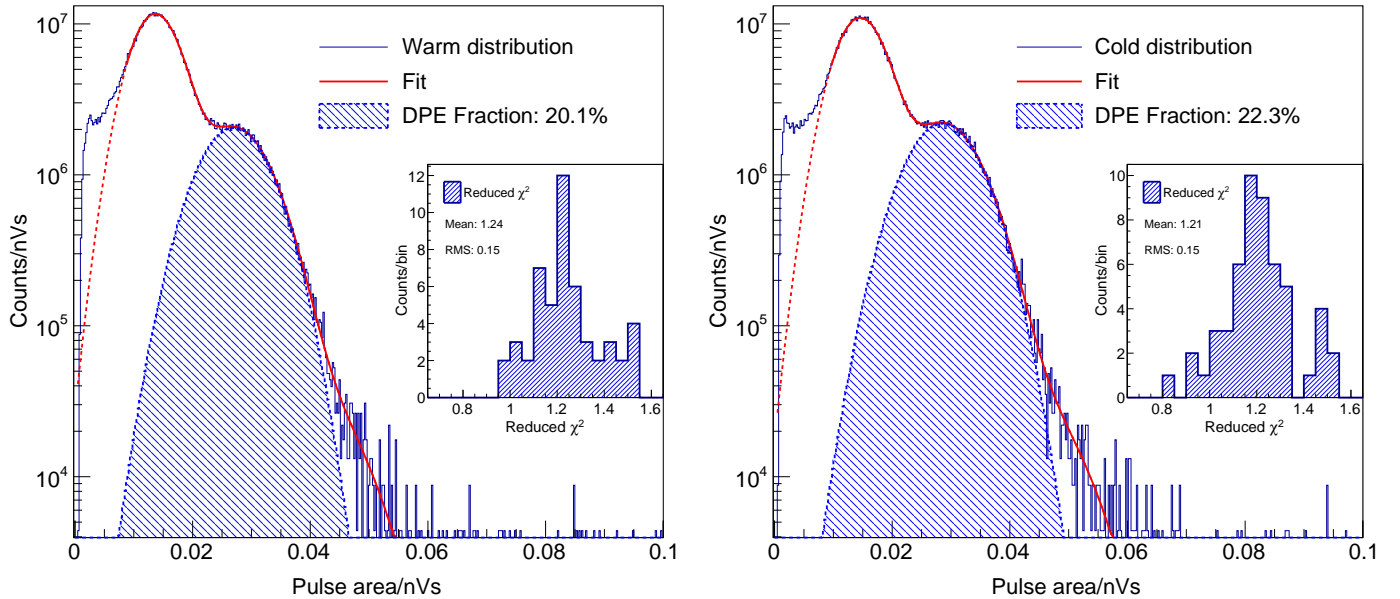 Counts/nVs
10⁷
10⁶
10⁵
10⁴
Warm distribution
Fit
DPE Fraction: 20.1%
Counts/bin
12
10
8
6
4
2
0
Reduced χ²
Mean: 1.24
RMS: 0.15
0.8 1 1.2 1.4 1.6
Reduced χ²
0 0.02 0.04 0.06 0.08 0.1
Pulse area/nVs
Counts/nVs
10⁷
10⁶
10⁵
10⁴
Cold distribution
Fit
DPE Fraction: 22.3%
Counts/bin
10
8
6
4
2
0
Reduced χ²
Mean: 1.21
RMS: 0.15
0.8 1 1.2 1.4 1.6
Reduced χ²
0 0.02 0.04 0.06 0.08 0.1
Pulse area/nVs